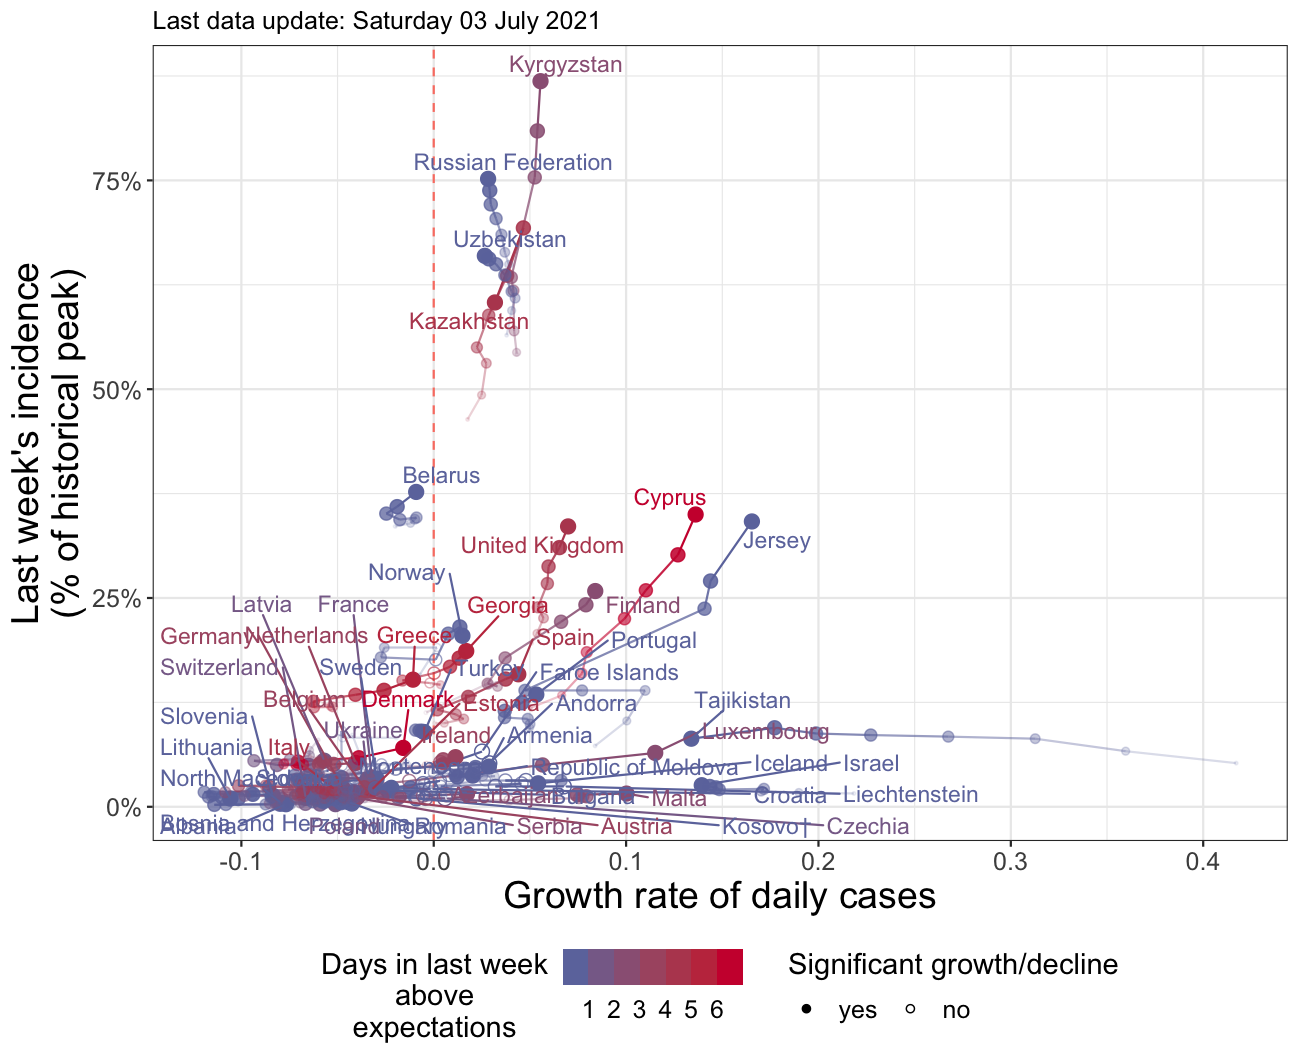 Last data update: Saturday 03 July 2021
Kyrgyzstan
Russian Federation
75%
Uzbekistan
Kazakhstan
50%
Last week's incidence
(% of historical peak)
Belarus
Cyprus
Jersey
United Kingdom
Norway
25%
Latvia
France
Georgia
Finland
Germany
Netherlands
Greece
Spain
Portugal
Switzerland
Sweden
Turkey
Faroe Islands
Belgium
Denmark
Estonia
Andorra
Tajikistan
Slovenia
Ukraine
Ireland
Armenia
Luxembourg
Lithuania
Italy
Republic of Moldova
Iceland
Israel
Azerbaijan
Bulgaria
Malta
Croatia
Liechtenstein
0%
Bosnia and Herzegovina
Albania
Poland
Hungary
Romania
Serbia
Austria
Kosovo†
Czechia
-0.1
0.0
0.1
0.2
0.3
0.4
Growth rate of daily cases
Days in last week
above
expectations
1 2 3 4 5 6
Significant growth/decline
yes
no